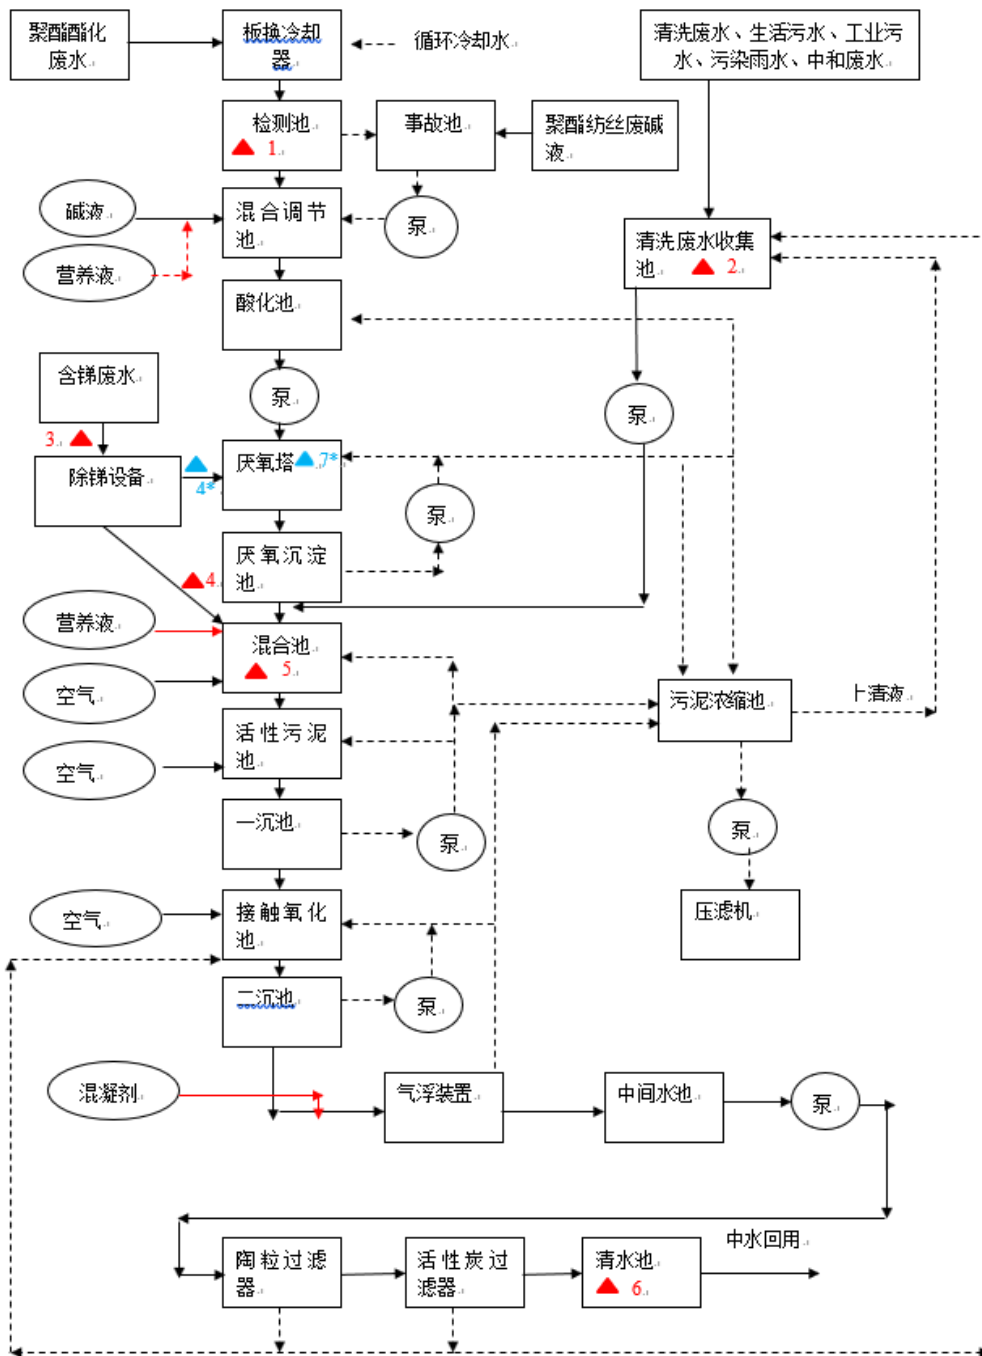 聚酯酯化
废水
板换冷却
器
循环冷却水
清洗废水、生活污水、工业污
水、污染雨水、中和废水
检测池
1
事故池
聚酯纺丝废碱
液
碱液
混合调节
池
泵
营养液
清洗废水收集
池
2
酸化池
含锑废水
泵
泵
3
厌氧塔
7*
除锑设备
4*
泵
厌氧沉淀
池
4
营养液
混合池
5
空气
污泥浓缩池
上清液
活性污泥
池
空气
一沉池
泵
泵
接触氧化
池
空气
压滤机
二沉池
泵
混凝剂
气浮装置
中间水池
泵
中水回用
陶粒过滤
器
活性炭过
滤器
清水池
6